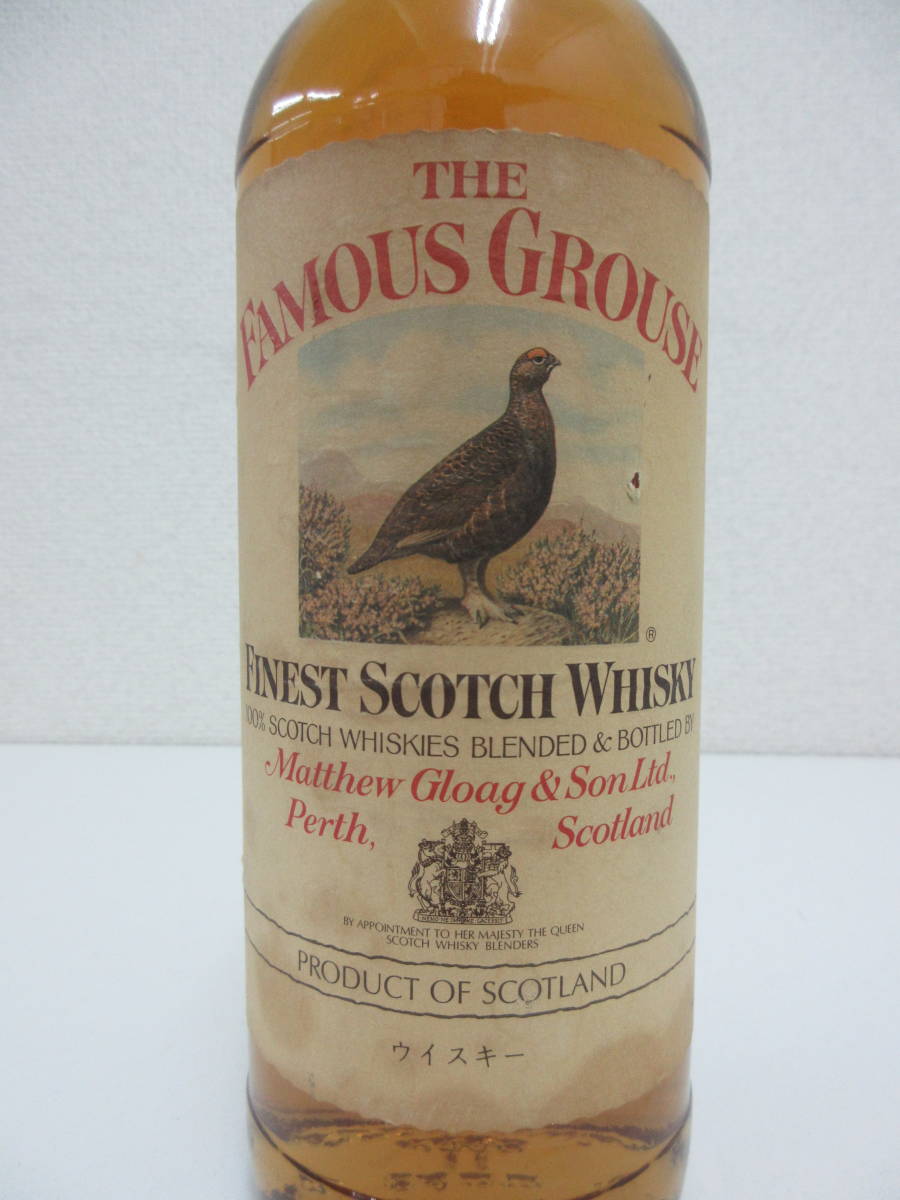 THE
FAMOUS GROUSE
®
FINEST SCOTCH WHISKY
100% SCOTCH WHISKIES BLENDED & BOTTLED BY
Matthew Gloag & Son Ltd.,
Perth, Scotland
BY APPOINTMENT TO HER MAJESTY THE QUEEN
SCOTCH WHISKY BLENDERS
PRODUCT OF SCOTLAND
ウイスキー